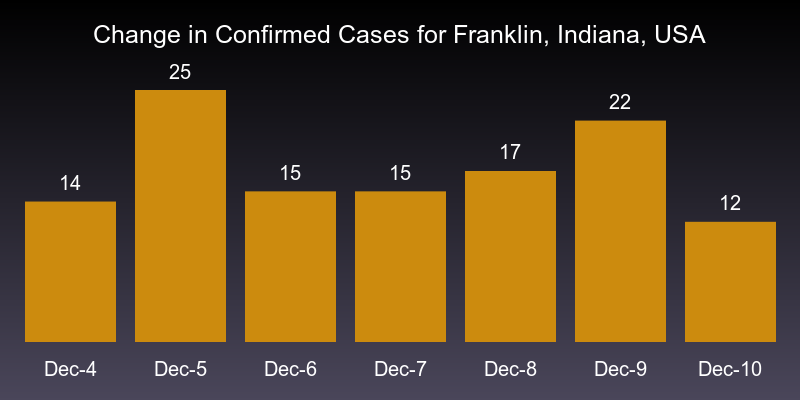 Change in Confirmed Cases for Franklin, Indiana, USA
25
22
17
15
15
14
12
Dec-4
Dec-5
Dec-6
Dec-7
Dec-8
Dec-9
Dec-10